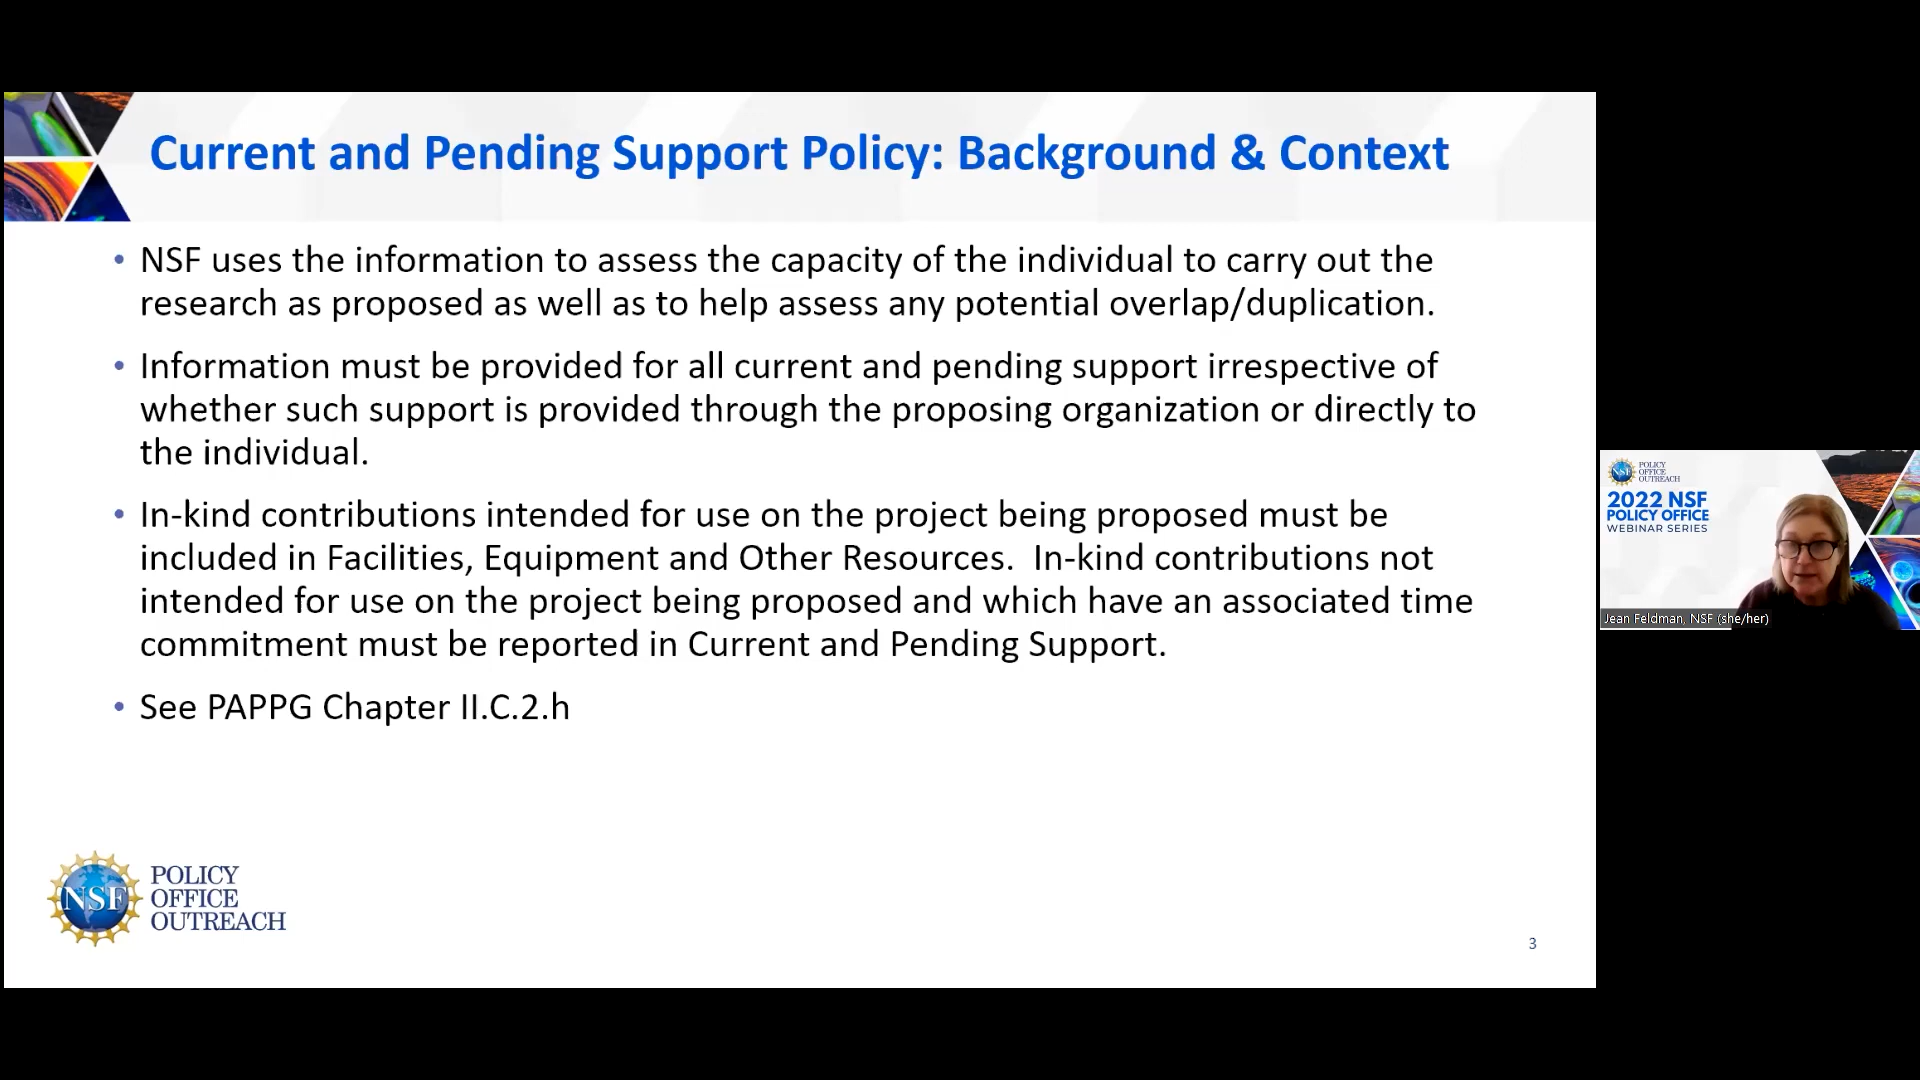 Current and Pending Support Policy: Background & Context
• NSF uses the information to assess the capacity of the individual to carry out the
research as proposed as well as to help assess any potential overlap/duplication.
• Information must be provided for all current and pending support irrespective of
whether such support is provided through the proposing organization or directly to
the individual.
• In-kind contributions intended for use on the project being proposed must be
included in Facilities, Equipment and Other Resources.  In-kind contributions not
intended for use on the project being proposed and which have an associated time
commitment must be reported in Current and Pending Support.
• See PAPPG Chapter II.C.2.h
NSF
POLICY
OFFICE
OUTREACH
3
NSF
POLICY
OFFICE
OUTREACH
2022 NSF
POLICY OFFICE
WEBINAR SERIES
Jean Feldman, NSF (she/her)